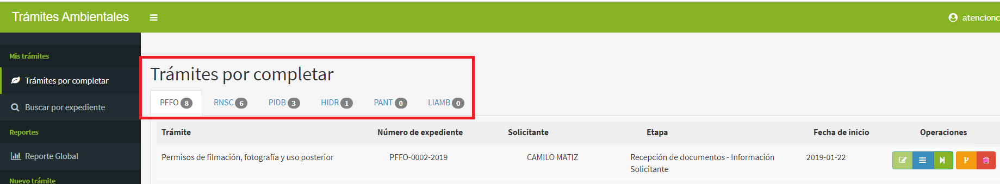 Trámites Ambientales
atencionc
Mis trámites
Trámites por completar
Buscar por expediente
Reportes
Reporte Global
Nuevo trámite
Trámites por completar
PFFO 8 RNSC 6 PIDB 3 HIDR 1 PANT 0 LIAMB 0
Trámite Número de expediente Solicitante Etapa Fecha de inicio Operaciones
Permisos de filmación, fotografía y uso posterior PFFO-0002-2019 CAMILO MATIZ Recepción de documentos - Información 2019-01-22
Solicitante